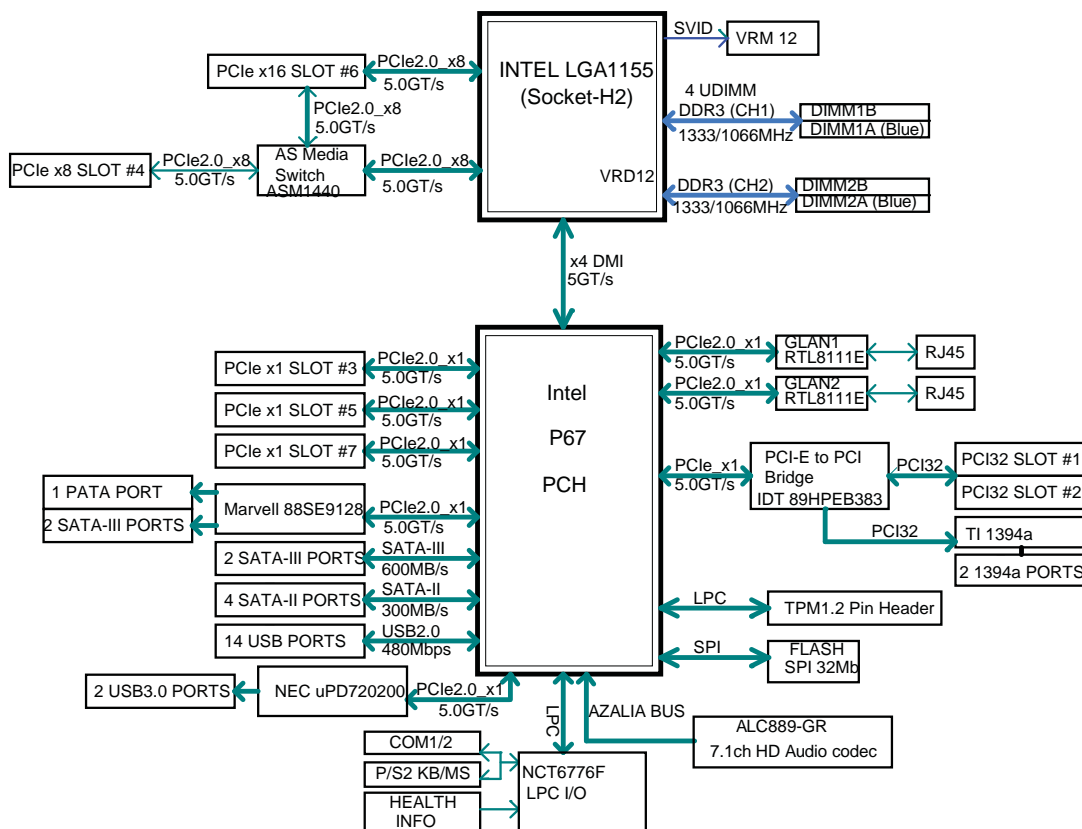 SVID
VRM 12
INTEL LGA1155
(Socket-H2)
VRD12
PCIe x16 SLOT #6
PCIe2.0_x8
5.0GT/s
PCIe2.0_x8
5.0GT/s
4 UDIMM
DDR3 (CH1)
1333/1066MHz
DIMM1B
DIMM1A (Blue)
PCIe x8 SLOT #4
PCIe2.0_x8
5.0GT/s
AS Media
Switch
ASM1440
PCIe2.0_x8
5.0GT/s
DDR3 (CH2)
1333/1066MHz
DIMM2B
DIMM2A (Blue)
x4 DMI
5GT/s
Intel
P67
PCH
PCIe x1 SLOT #3
PCIe2.0_x1
5.0GT/s
PCIe x1 SLOT #5
PCIe2.0_x1
5.0GT/s
PCIe x1 SLOT #7
PCIe2.0_x1
5.0GT/s
1 PATA PORT
2 SATA-III PORTS
Marvell 88SE9128
PCIe2.0_x1
5.0GT/s
2 SATA-III PORTS
SATA-III
600MB/s
4 SATA-II PORTS
SATA-II
300MB/s
14 USB PORTS
USB2.0
480Mbps
2 USB3.0 PORTS
NEC uPD720200
PCIe2.0_x1
5.0GT/s
PCIe2.0_x1
5.0GT/s
GLAN1
RTL8111E
RJ45
PCIe2.0_x1
5.0GT/s
GLAN2
RTL8111E
RJ45
PCIe_x1
5.0GT/s
PCI-E to PCI
Bridge
IDT 89HPEB383
PCI32
PCI32 SLOT #1
PCI32 SLOT #2
PCI32
TI 1394a
2 1394a PORTS
LPC
TPM1.2 Pin Header
SPI
FLASH
SPI 32Mb
LPC
AZALIA BUS
ALC889-GR
7.1ch HD Audio codec
COM1/2
P/S2 KB/MS
HEALTH
INFO
NCT6776F
LPC I/O